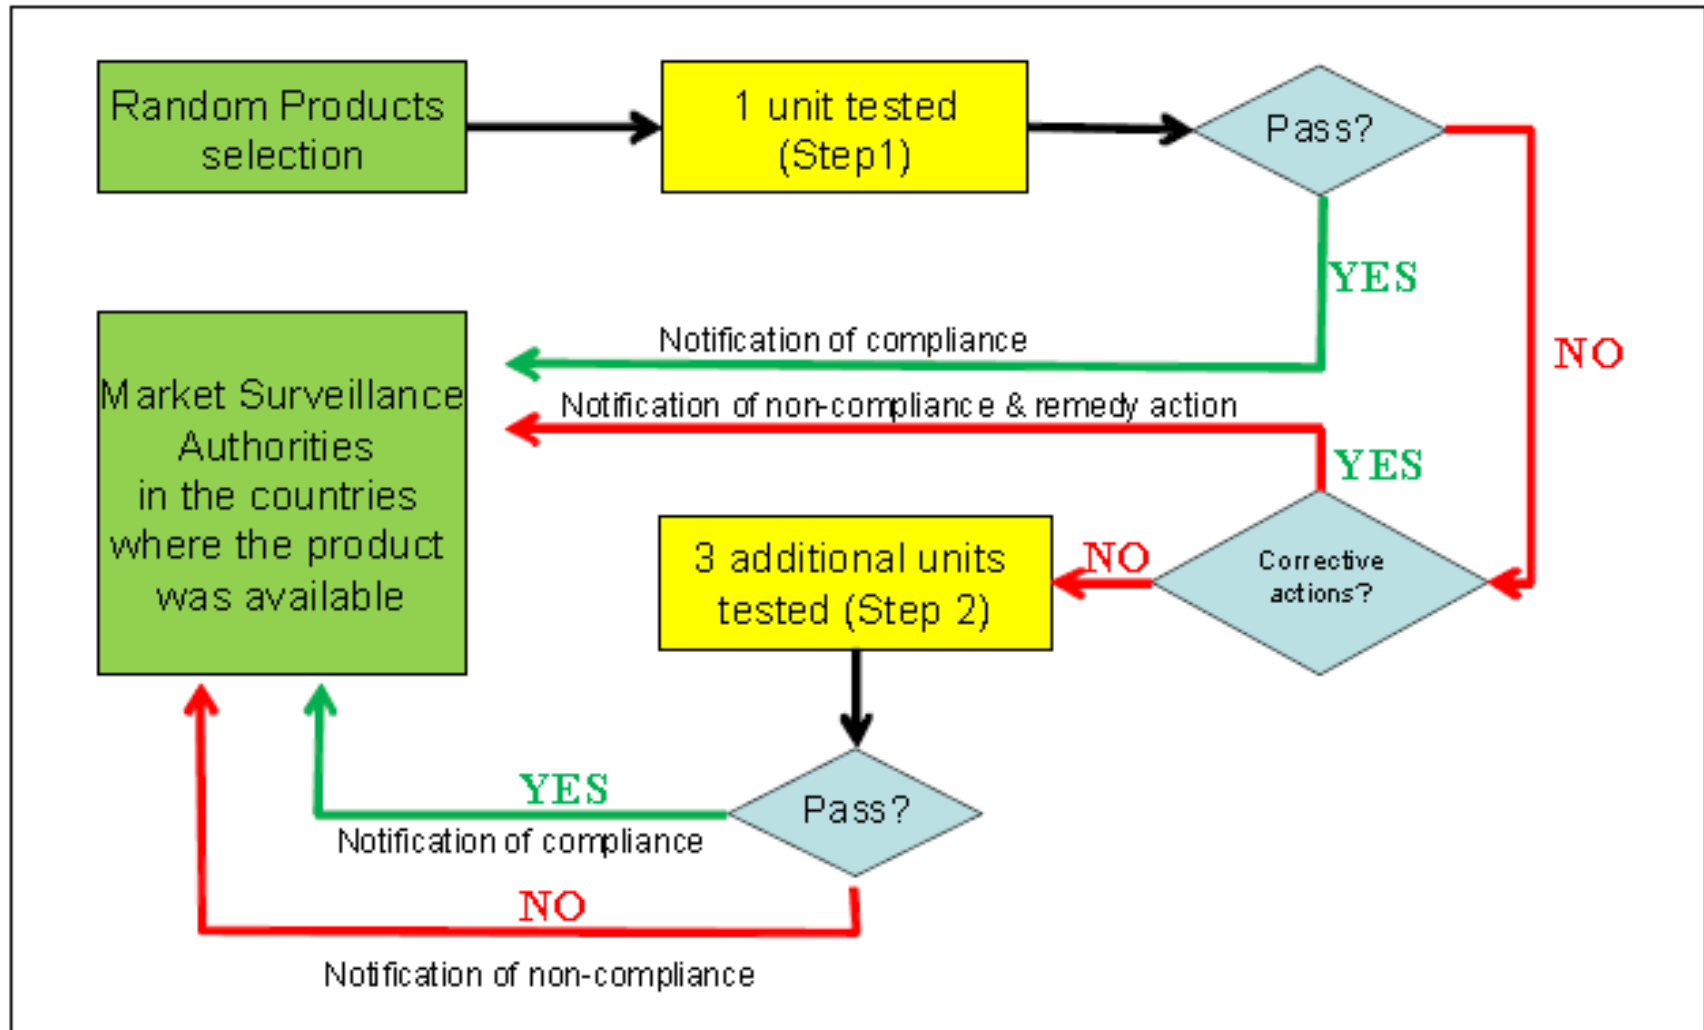 Random Products
selection
1 unit tested
(Step1)
Pass?
YES
NO
Notification of compliance
Notification of non-compliance & remedy action
YES
Market Surveillance
Authorities
in the countries
where the product
was available
3 additional units
tested (Step 2)
NO
Corrective
actions?
YES
Pass?
Notification of compliance
NO
Notification of non-compliance